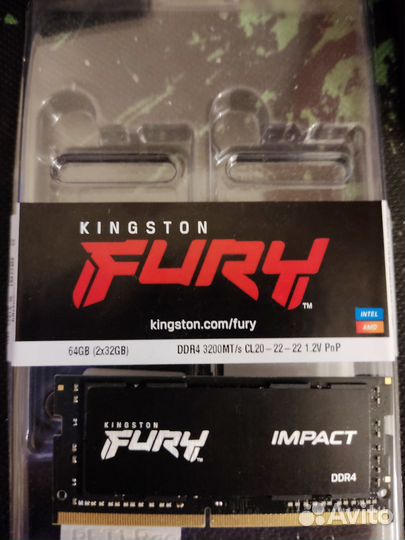 KINGSTON
FURY
TM
kingston.com/fury
INTEL
AMD
64GB (2x32GB)
DDR4 3200MT/s CL20-22-22 1.2V PnP
KINGSTON
FURY
IMPACT
DDR4
Avito